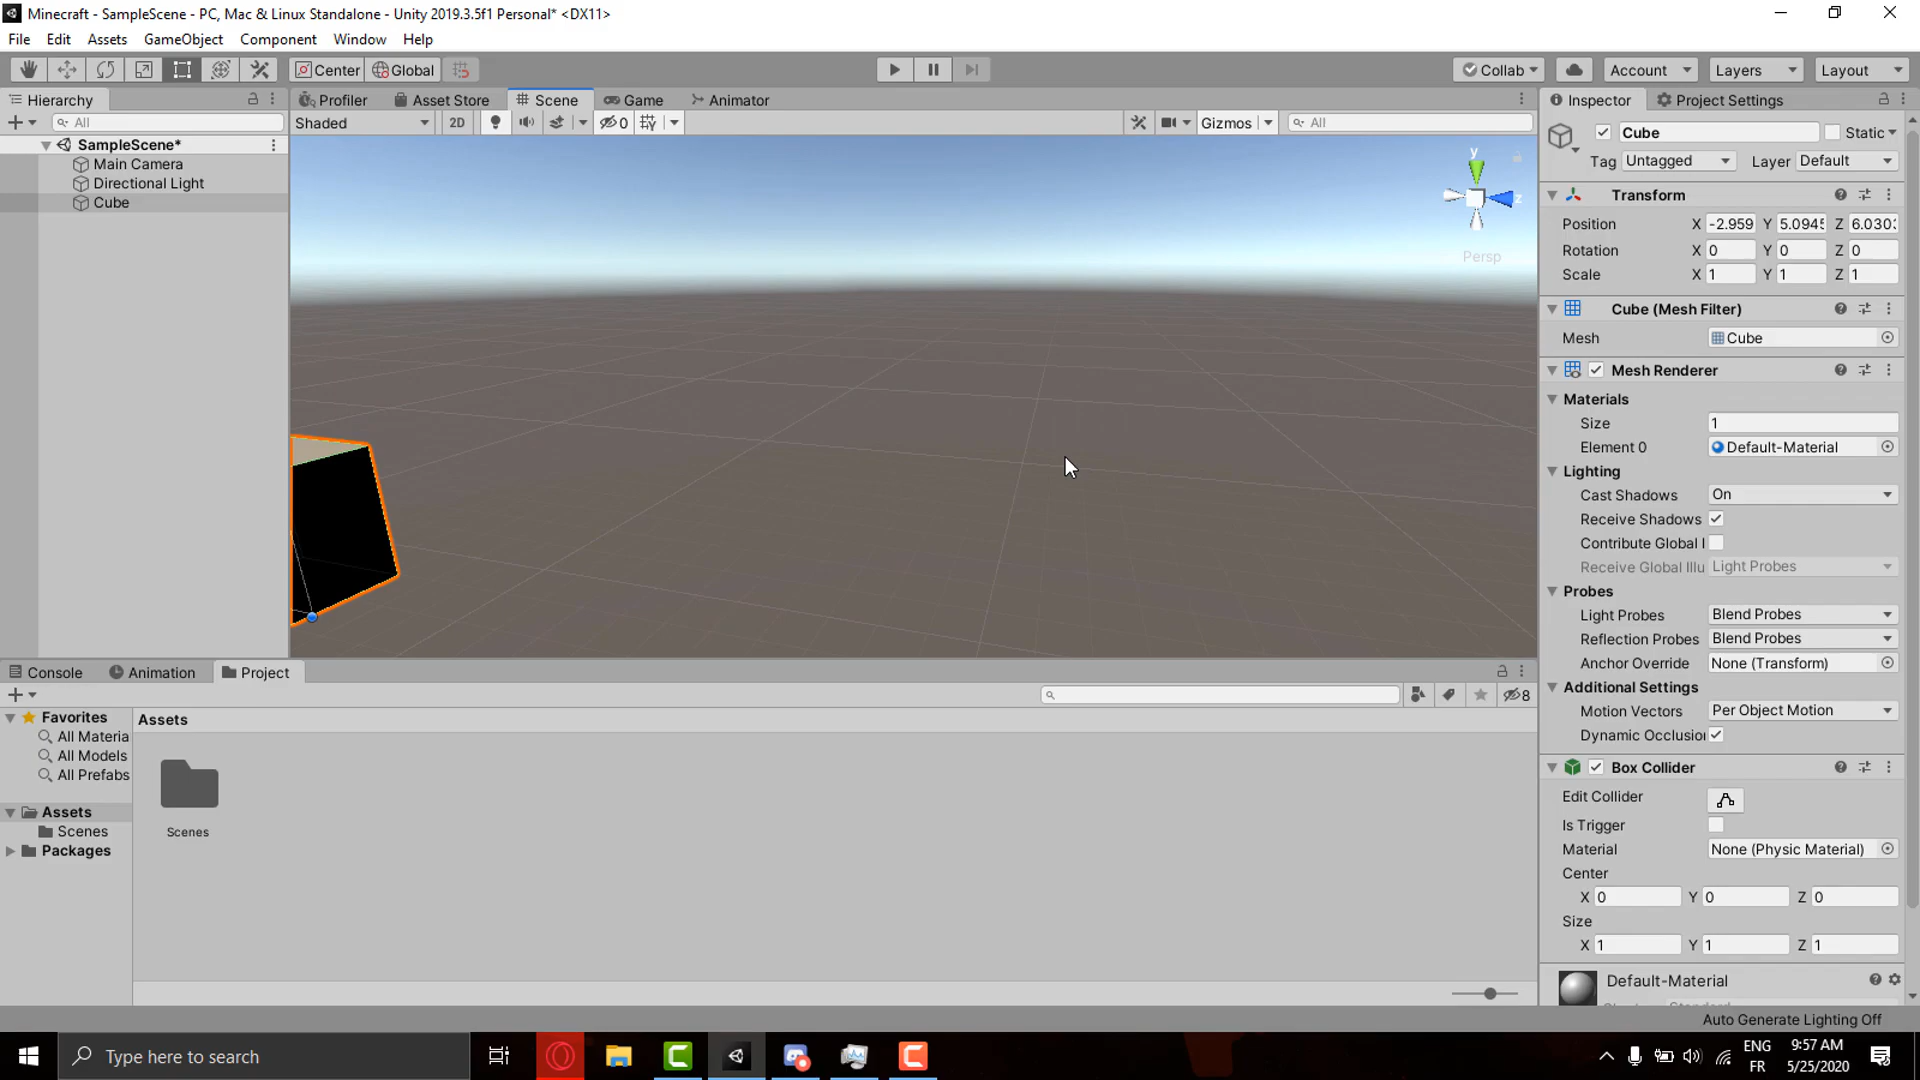 Minecraft - SampleScene - PC, Mac & Linux Standalone - Unity 2019.3.5f1 Personal* <DX11>
File Edit Assets GameObject Component Window Help
Center Global Collab Account Layers Layout
Hierarchy Profiler Asset Store Scene Game Animator Inspector Project Settings
All Shaded 2D 0 Gizmos All Cube Static
Tag Untagged Layer Default
SampleScene*
Main Camera
Directional Light
Cube
y
z
Persp
Transform
Position X -2.959 Y 5.0945 Z 6.0303
Rotation X 0 Y 0 Z 0
Scale X 1 Y 1 Z 1
Cube (Mesh Filter)
Mesh Cube
Mesh Renderer
Materials
Size 1
Element 0 Default-Material
Lighting
Cast Shadows On
Receive Shadows
Contribute Global I
Receive Global Illu Light Probes
Probes
Light Probes Blend Probes
Reflection Probes Blend Probes
Anchor Override None (Transform)
Additional Settings
Motion Vectors Per Object Motion
Dynamic Occlusion
Box Collider
Edit Collider
Is Trigger
Material None (Physic Material)
Center
X 0 Y 0 Z 0
Size
X 1 Y 1 Z 1
Default-Material
Console Animation Project
8
Favorites
All Materia
All Models
All Prefabs
Assets
Scenes
Packages
Assets
Scenes
Auto Generate Lighting Off
Type here to search
ENG
FR
9:57 AM
5/25/2020